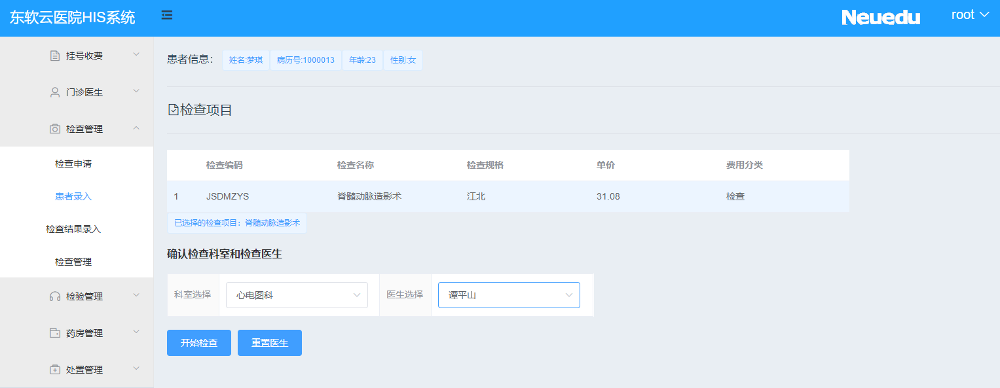 东软云医院HIS系统
Neuedu
root
挂号收费
门诊医生
检查管理
检查申请
患者录入
检查结果录入
检查管理
检验管理
药房管理
处置管理
患者信息： 姓名:梦琪 病历号:1000013 年龄:23 性别:女
检查项目
检查编码 检查名称 检查规格 单价 费用分类
1 JSDMZYS 脊髓动脉造影术 江北 31.08 检查
已选择的检查项目：脊髓动脉造影术
确认检查科室和检查医生
科室选择 心电图科 医生选择 谭平山
开始检查 重置医生